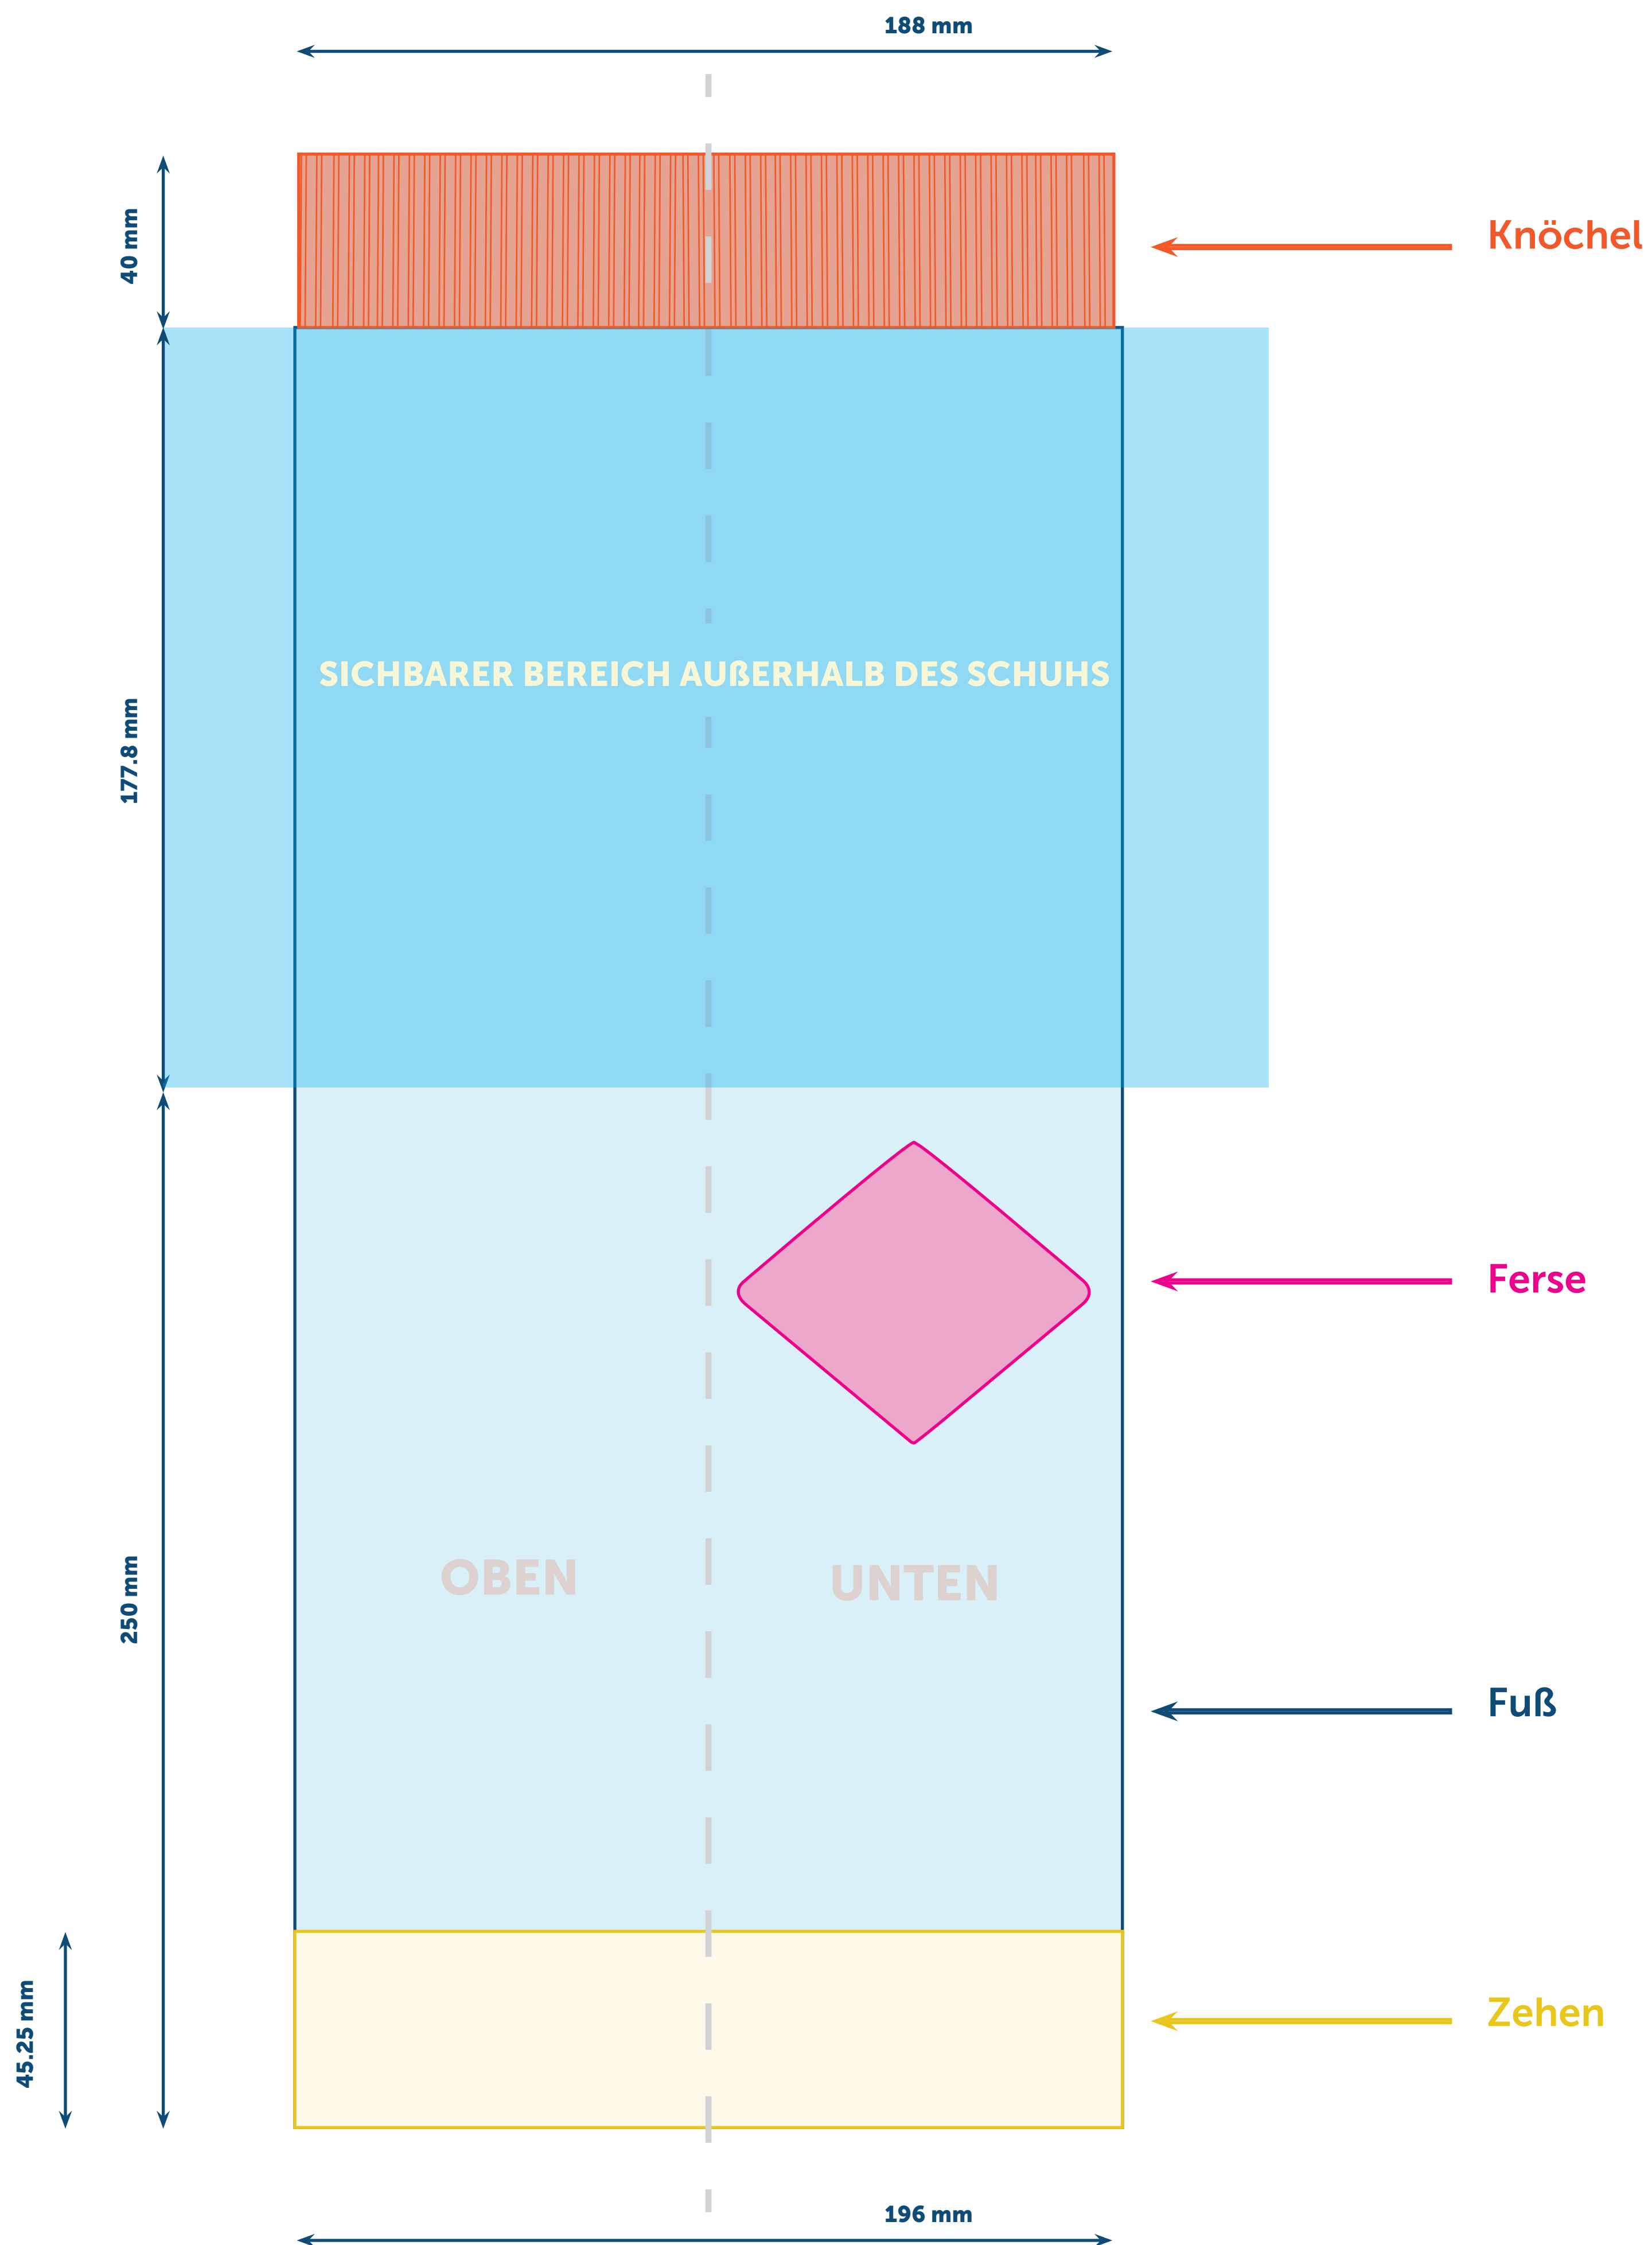 188 mm
40 mm
Knöchel
177.8 mm
SICHBARER BEREICH AUßERHALB DES SCHUHS
Ferse
250 mm
OBEN
UNTEN
Fuß
45.25 mm
Zehen
196 mm